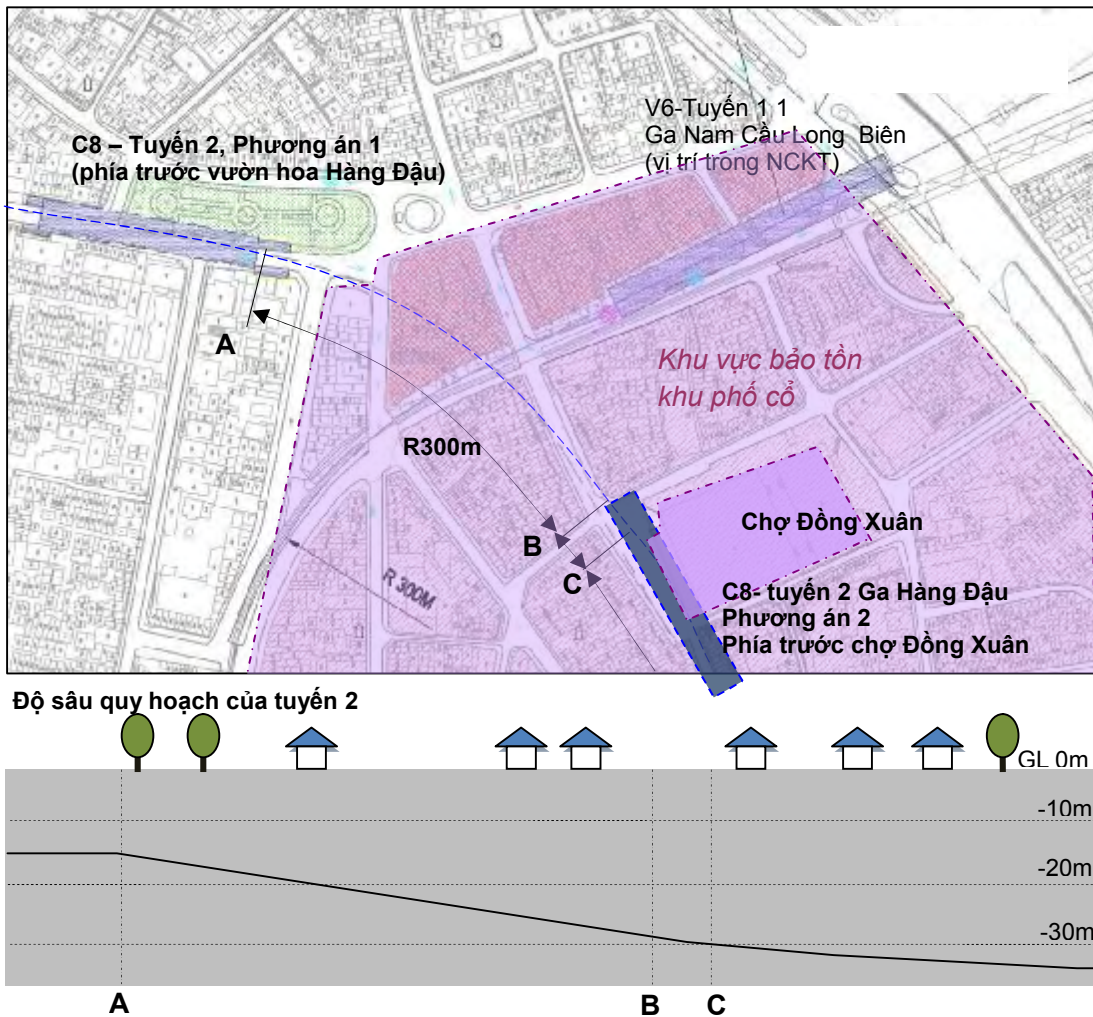 V6-Tuyến 1 1
Ga Nam Cầu Long Biên
(vị trí trong NCKT)
C8 – Tuyến 2, Phương án 1
(phía trước vườn hoa Hàng Đậu)
A
Khu vực bảo tồn
khu phố cổ
R300m
B
C
R 300M
Chợ Đồng Xuân
C8- tuyến 2 Ga Hàng Đậu
Phương án 2
Phía trước chợ Đồng Xuân
Độ sâu quy hoạch của tuyến 2
GL 0m
-10m
-20m
-30m
A B C